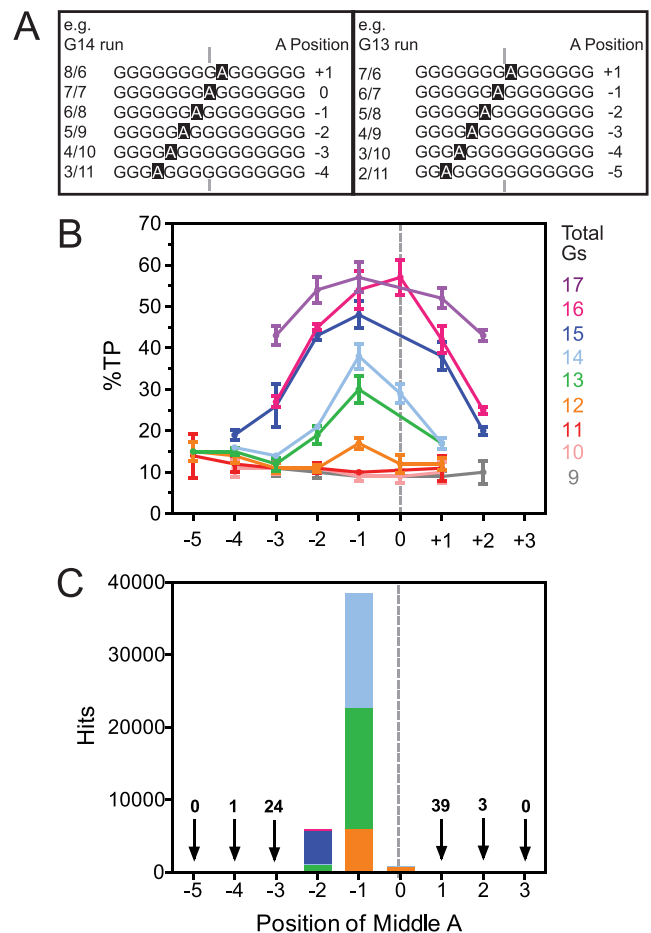 A
e.g.
G14 run A Position
8/6 GGGGGGGGAGGGGGG +1
7/7 GGGGGGGAGGGGGGG 0
6/8 GGGGGGAGGGGGGGG -1
5/9 GGGGGAGGGGGGGGG -2
4/10 GGGGAGGGGGGGGGG -3
3/11 GGGAGGGGGGGGGGG -4
e.g.
G13 run A Position
7/6 GGGGGGGAGGGGGG +1
6/7 GGGGGGAGGGGGGG -1
5/8 GGGGGAGGGGGGGG -2
4/9 GGGGAGGGGGGGGG -3
3/10 GGGAGGGGGGGGGG -4
2/11 GGAGGGGGGGGGGG -5
B
%TP
70
60
50
40
30
20
10
0
-5 -4 -3 -2 -1 0 +1 +2 +3
Total
Gs
17
16
15
14
13
12
11
10
9
C
Hits
40000
30000
20000
10000
0
0 1 24 39 3 0
-5 -4 -3 -2 -1 0 1 2 3
Position of Middle A